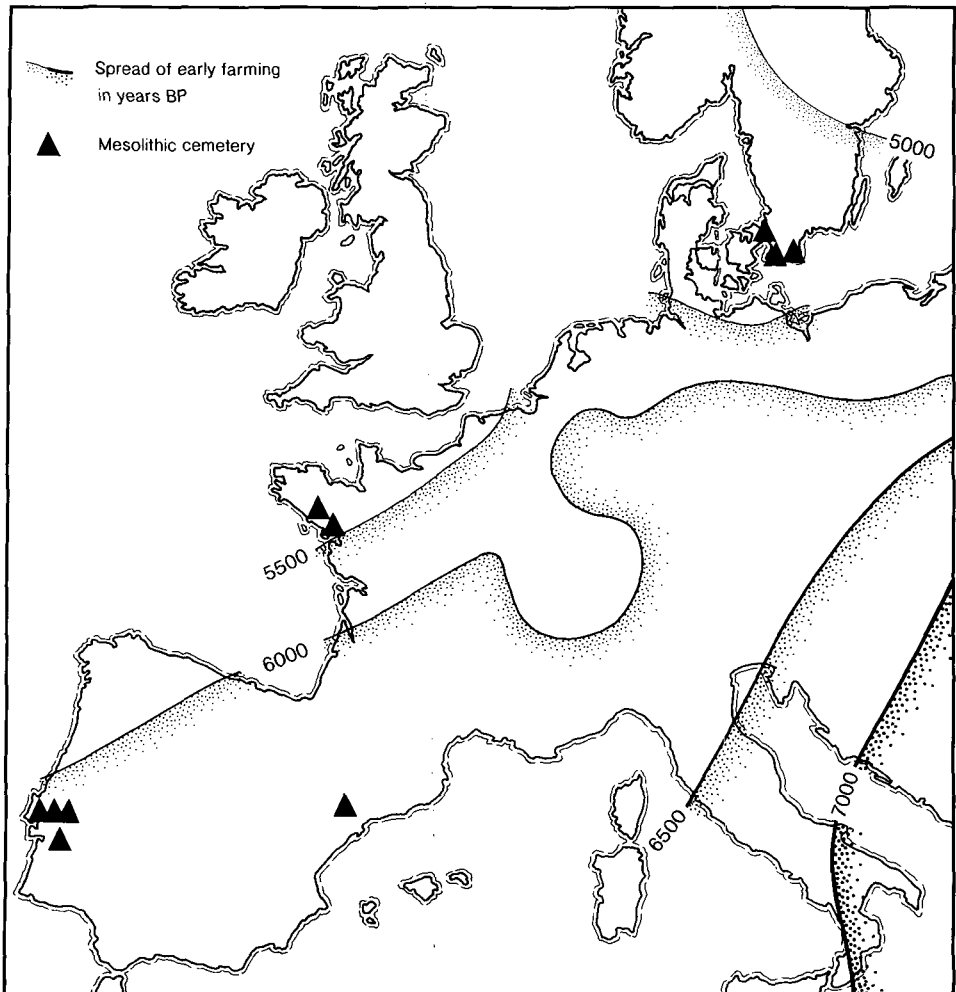 Spread of early farming
in years BP
Mesolithic cemetery
5000
5500
6000
6500
7000